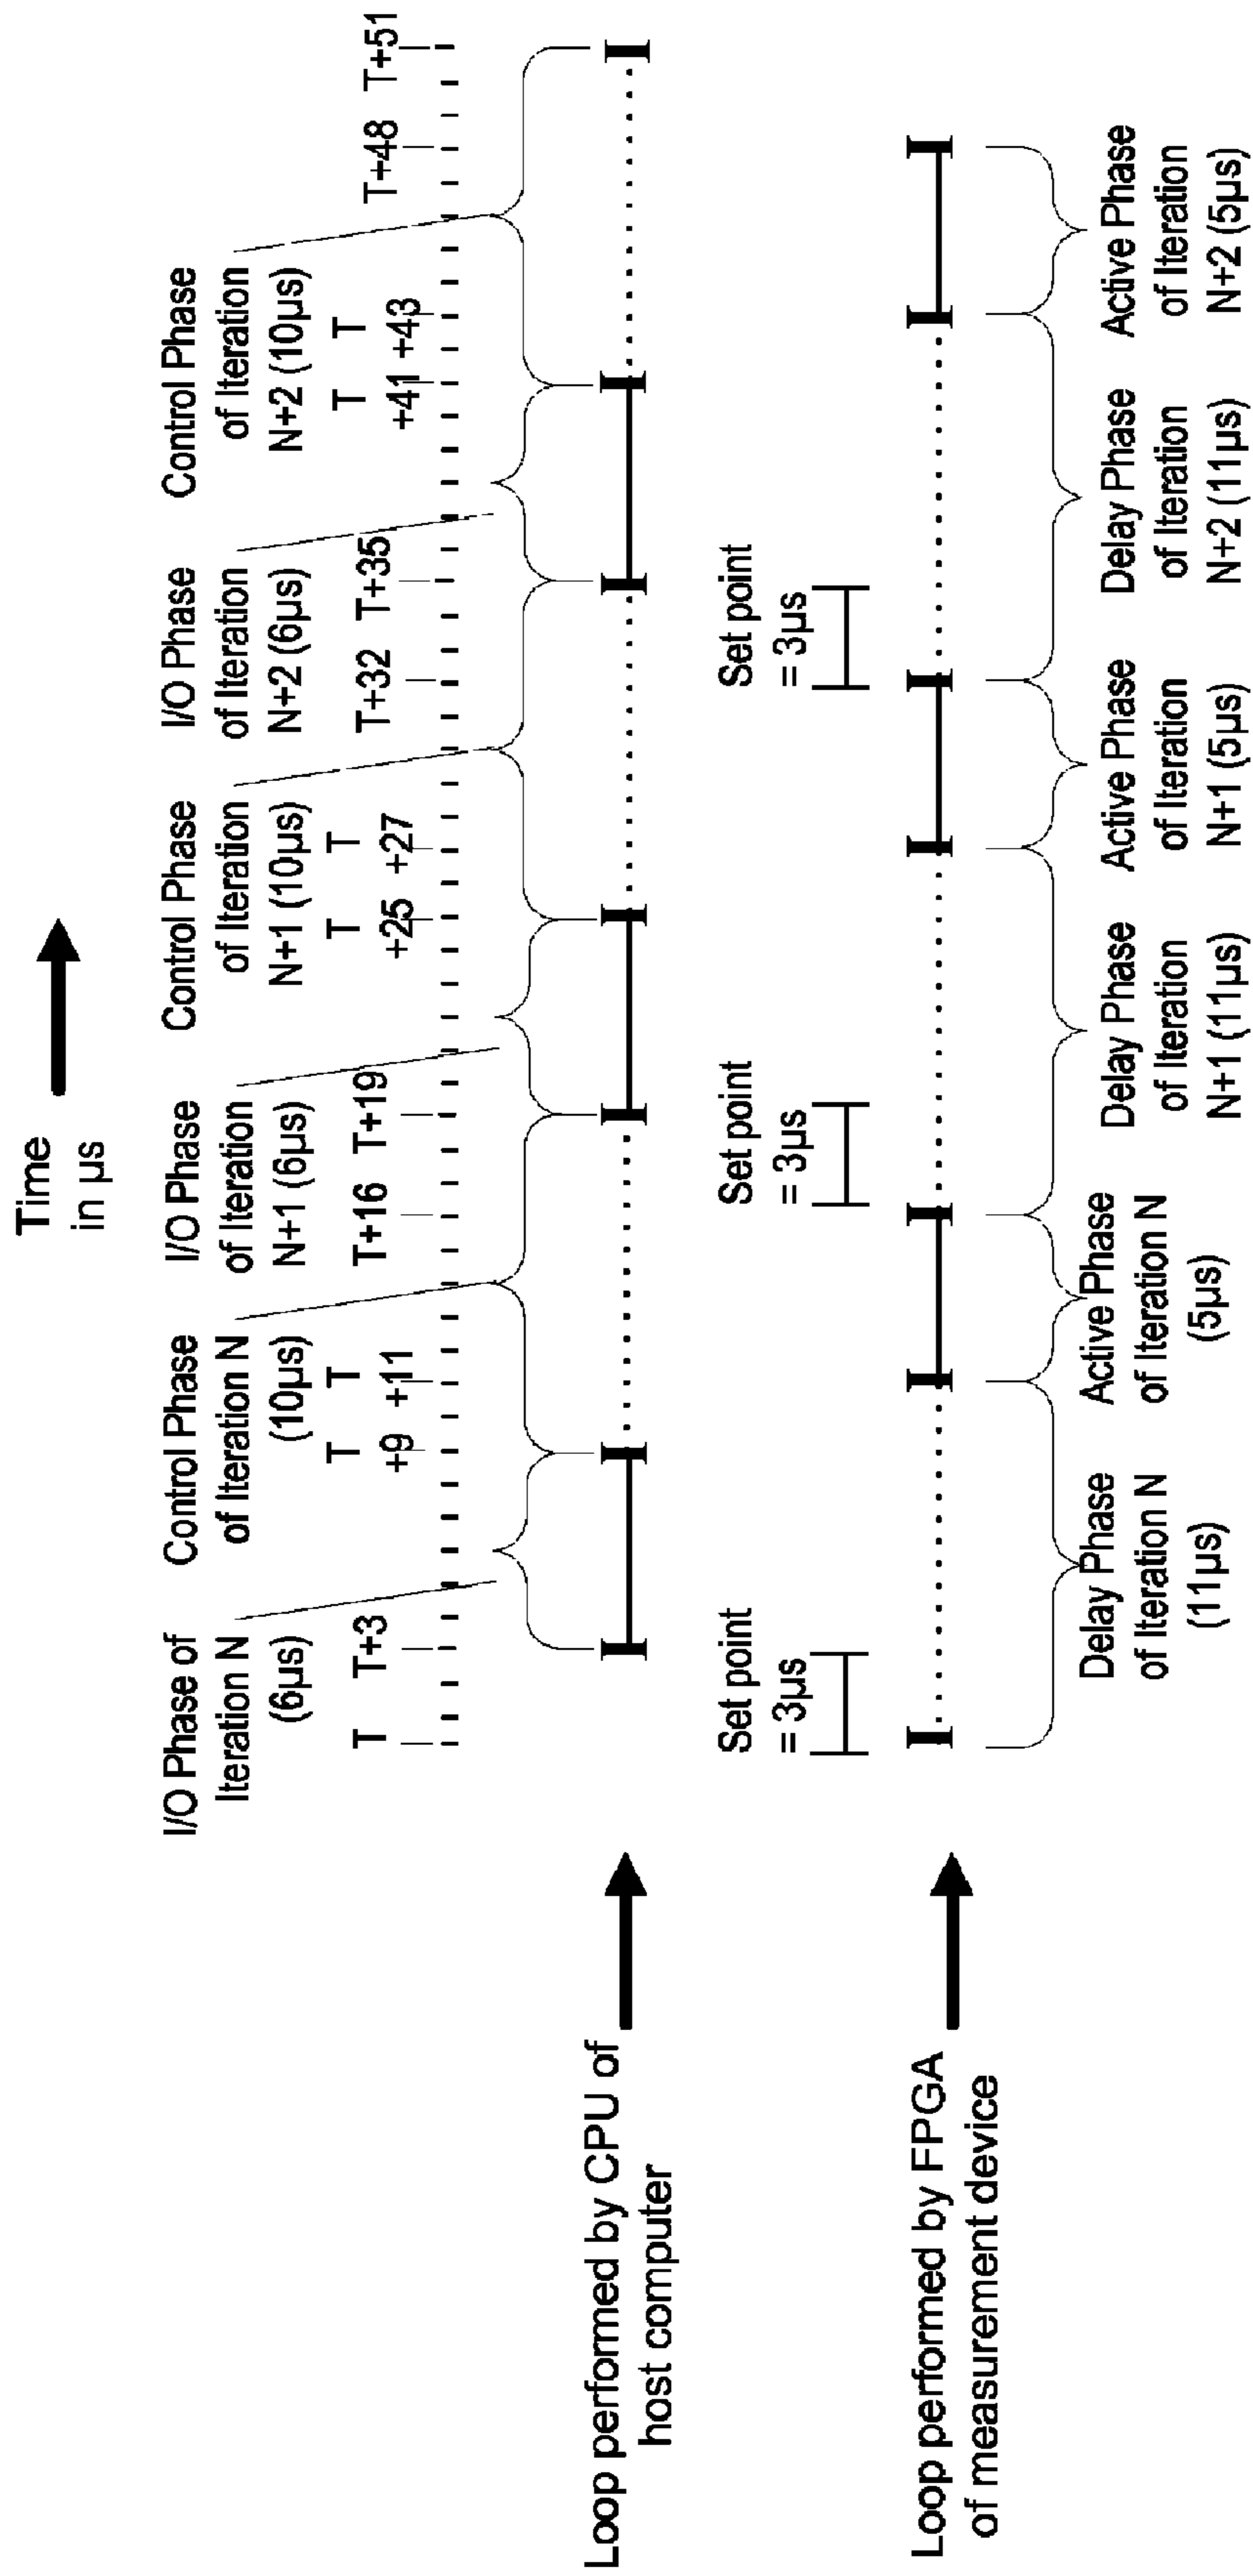 Time
in µs
I/O Phase of
Iteration N
(6µs)
Control Phase
of Iteration N
(10µs)
I/O Phase
of Iteration
N+1 (6µs)
Control Phase
of Iteration
N+1 (10µs)
I/O Phase
of Iteration
N+2 (6µs)
Control Phase
of Iteration
N+2 (10µs)
T
T+3
T
+9
T
+11
T+16
T+19
T
+25
T
+27
T+32
T+35
T
+41
T
+43
T+48
T+51
Loop performed by CPU of
host computer
Set point
= 3µs
Set point
= 3µs
Set point
= 3µs
Loop performed by FPGA
of measurement device
Delay Phase
of Iteration N
(11µs)
Active Phase
of Iteration N
(5µs)
Delay Phase
of Iteration
N+1 (11µs)
Active Phase
of Iteration
N+1 (5µs)
Delay Phase
of Iteration
N+2 (11µs)
Active Phase
of Iteration
N+2 (5µs)